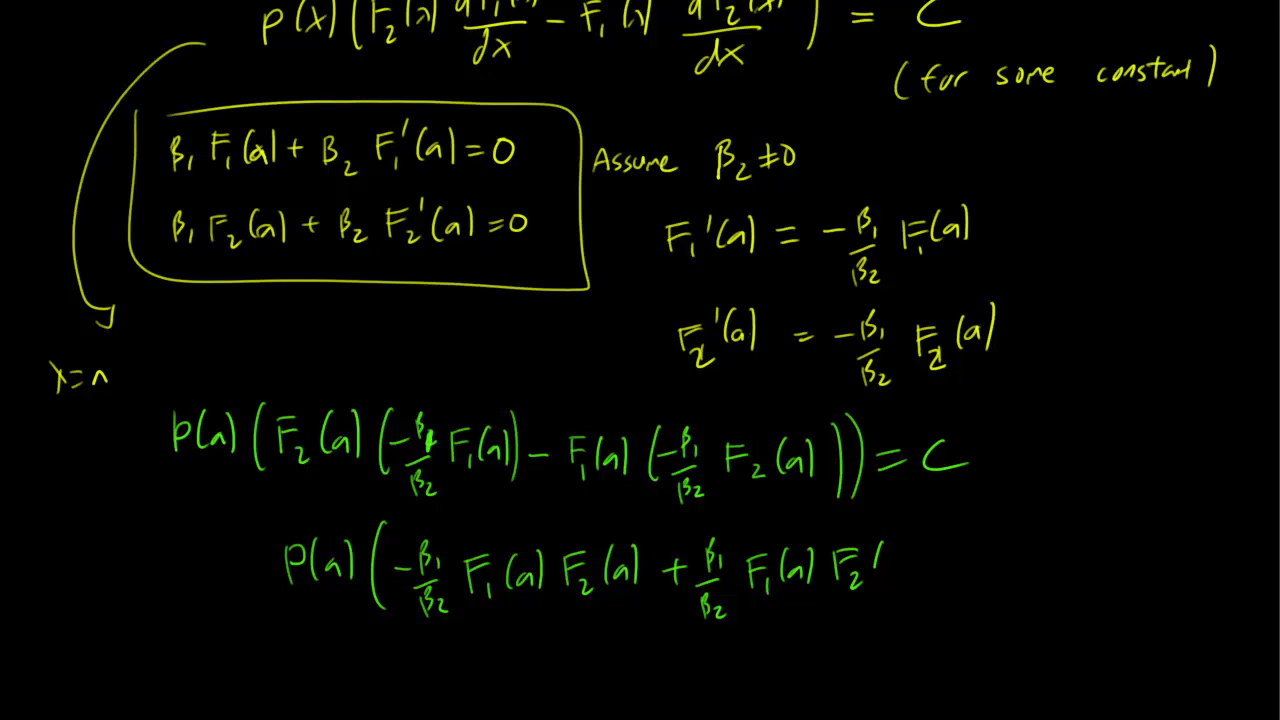 P(x) (F₂(x) dF₁(x)/dx − F₁(x) dF₂(x)/dx) = C
(for some constant)
β₁ F₁(a) + β₂ F₁'(a) = 0
β₁ F₂(a) + β₂ F₂'(a) = 0
Assume β₂ ≠ 0
F₁'(a) = −β₁/β₂ F₁(a)
F₂'(a) = −β₁/β₂ F₂(a)
x = a
P(a) (F₂(a) (−β₁/β₂ F₁(a)) − F₁(a) (−β₁/β₂ F₂(a))) = C
P(a) (−β₁/β₂ F₁(a) F₂(a) + β₁/β₂ F₁(a) F₂(